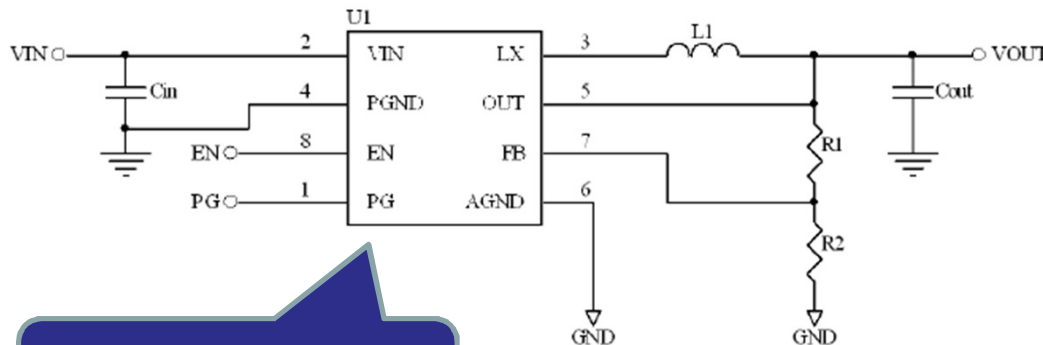 U1
VIN 2 VIN LX 3 L1 VOUT
Cin 4 PGND OUT 5 Cout
EN 8 EN FB 7 R1
PG 1 PG AGND 6
R2
GND GND